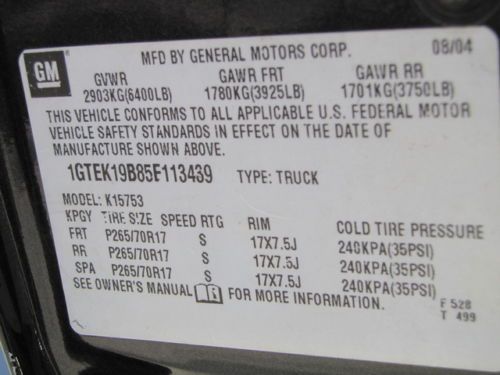 GM
MFD BY GENERAL MOTORS CORP. 08/04
GVWR GAWR FRT GAWR RR
2903KG(6400LB) 1780KG(3925LB) 1701KG(3750LB)
THIS VEHICLE CONFORMS TO ALL APPLICABLE U.S. FEDERAL MOTOR
VEHICLE SAFETY STANDARDS IN EFFECT ON THE DATE OF
MANUFACTURE SHOWN ABOVE.
1GTEK19B85E113439 TYPE: TRUCK
MODEL: K15753
KPGY TIRE SIZE SPEED RTG RIM COLD TIRE PRESSURE
FRT P265/70R17 S 17X7.5J 240KPA(35PSI)
RR P265/70R17 S 17X7.5J 240KPA(35PSI)
SPA P265/70R17 S 17X7.5J 240KPA(35PSI)
SEE OWNER'S MANUAL FOR MORE INFORMATION.
F 528
T 499